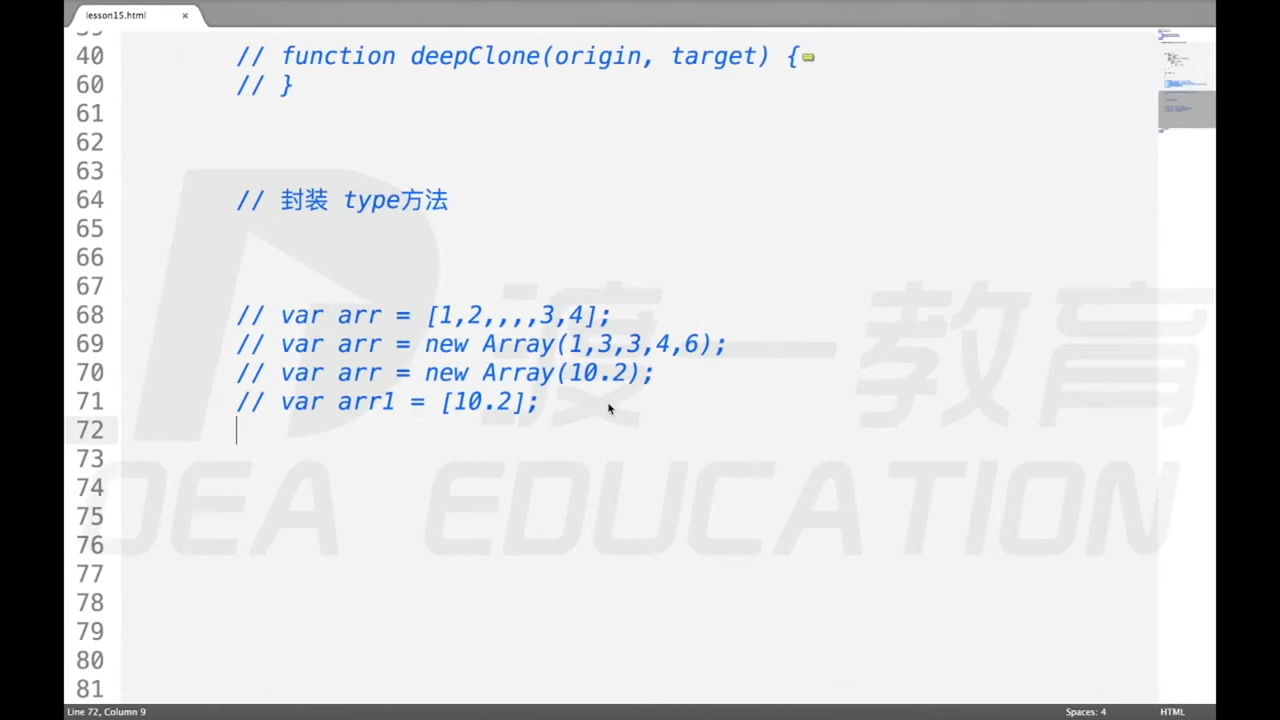 lesson15.html ×
40 // function deepClone(origin, target) {
60 // }
61
62
63
64 // 封装 type方法
65
66
67
68 // var arr = [1,2,,,,3,4];
69 // var arr = new Array(1,3,3,4,6);
70 // var arr = new Array(10.2);
71 // var arr1 = [10.2];
72
73
74
75
76
77
78
79
80
81
渡一教育
DEA EDUCATION
Line 72, Column 9 Spaces: 4 HTML